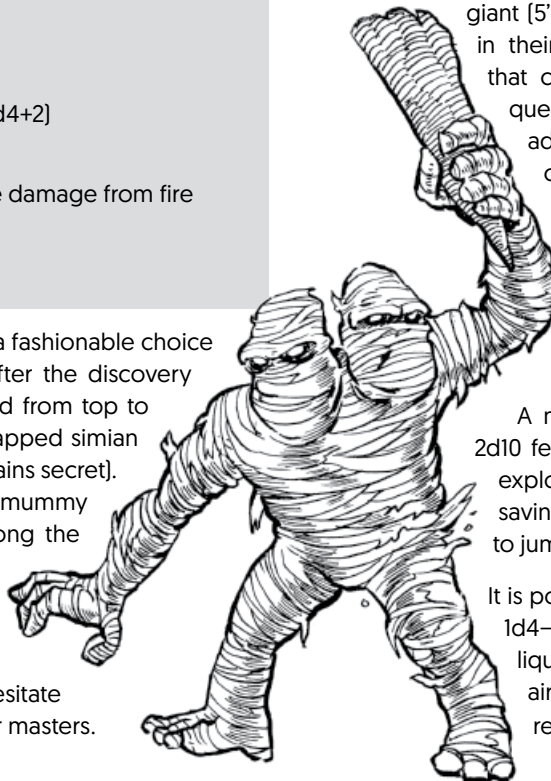 d4+2)
e damage from fire
a fashionable choice
fter the discovery
d from top to
apped simian
ains secret).
mummy
ong the
esitate
r masters.
giant (5'
in their
that
que
ad
A
2d10 fe
explo
savin
to jum
It is po
1d4–
liqu
air
re